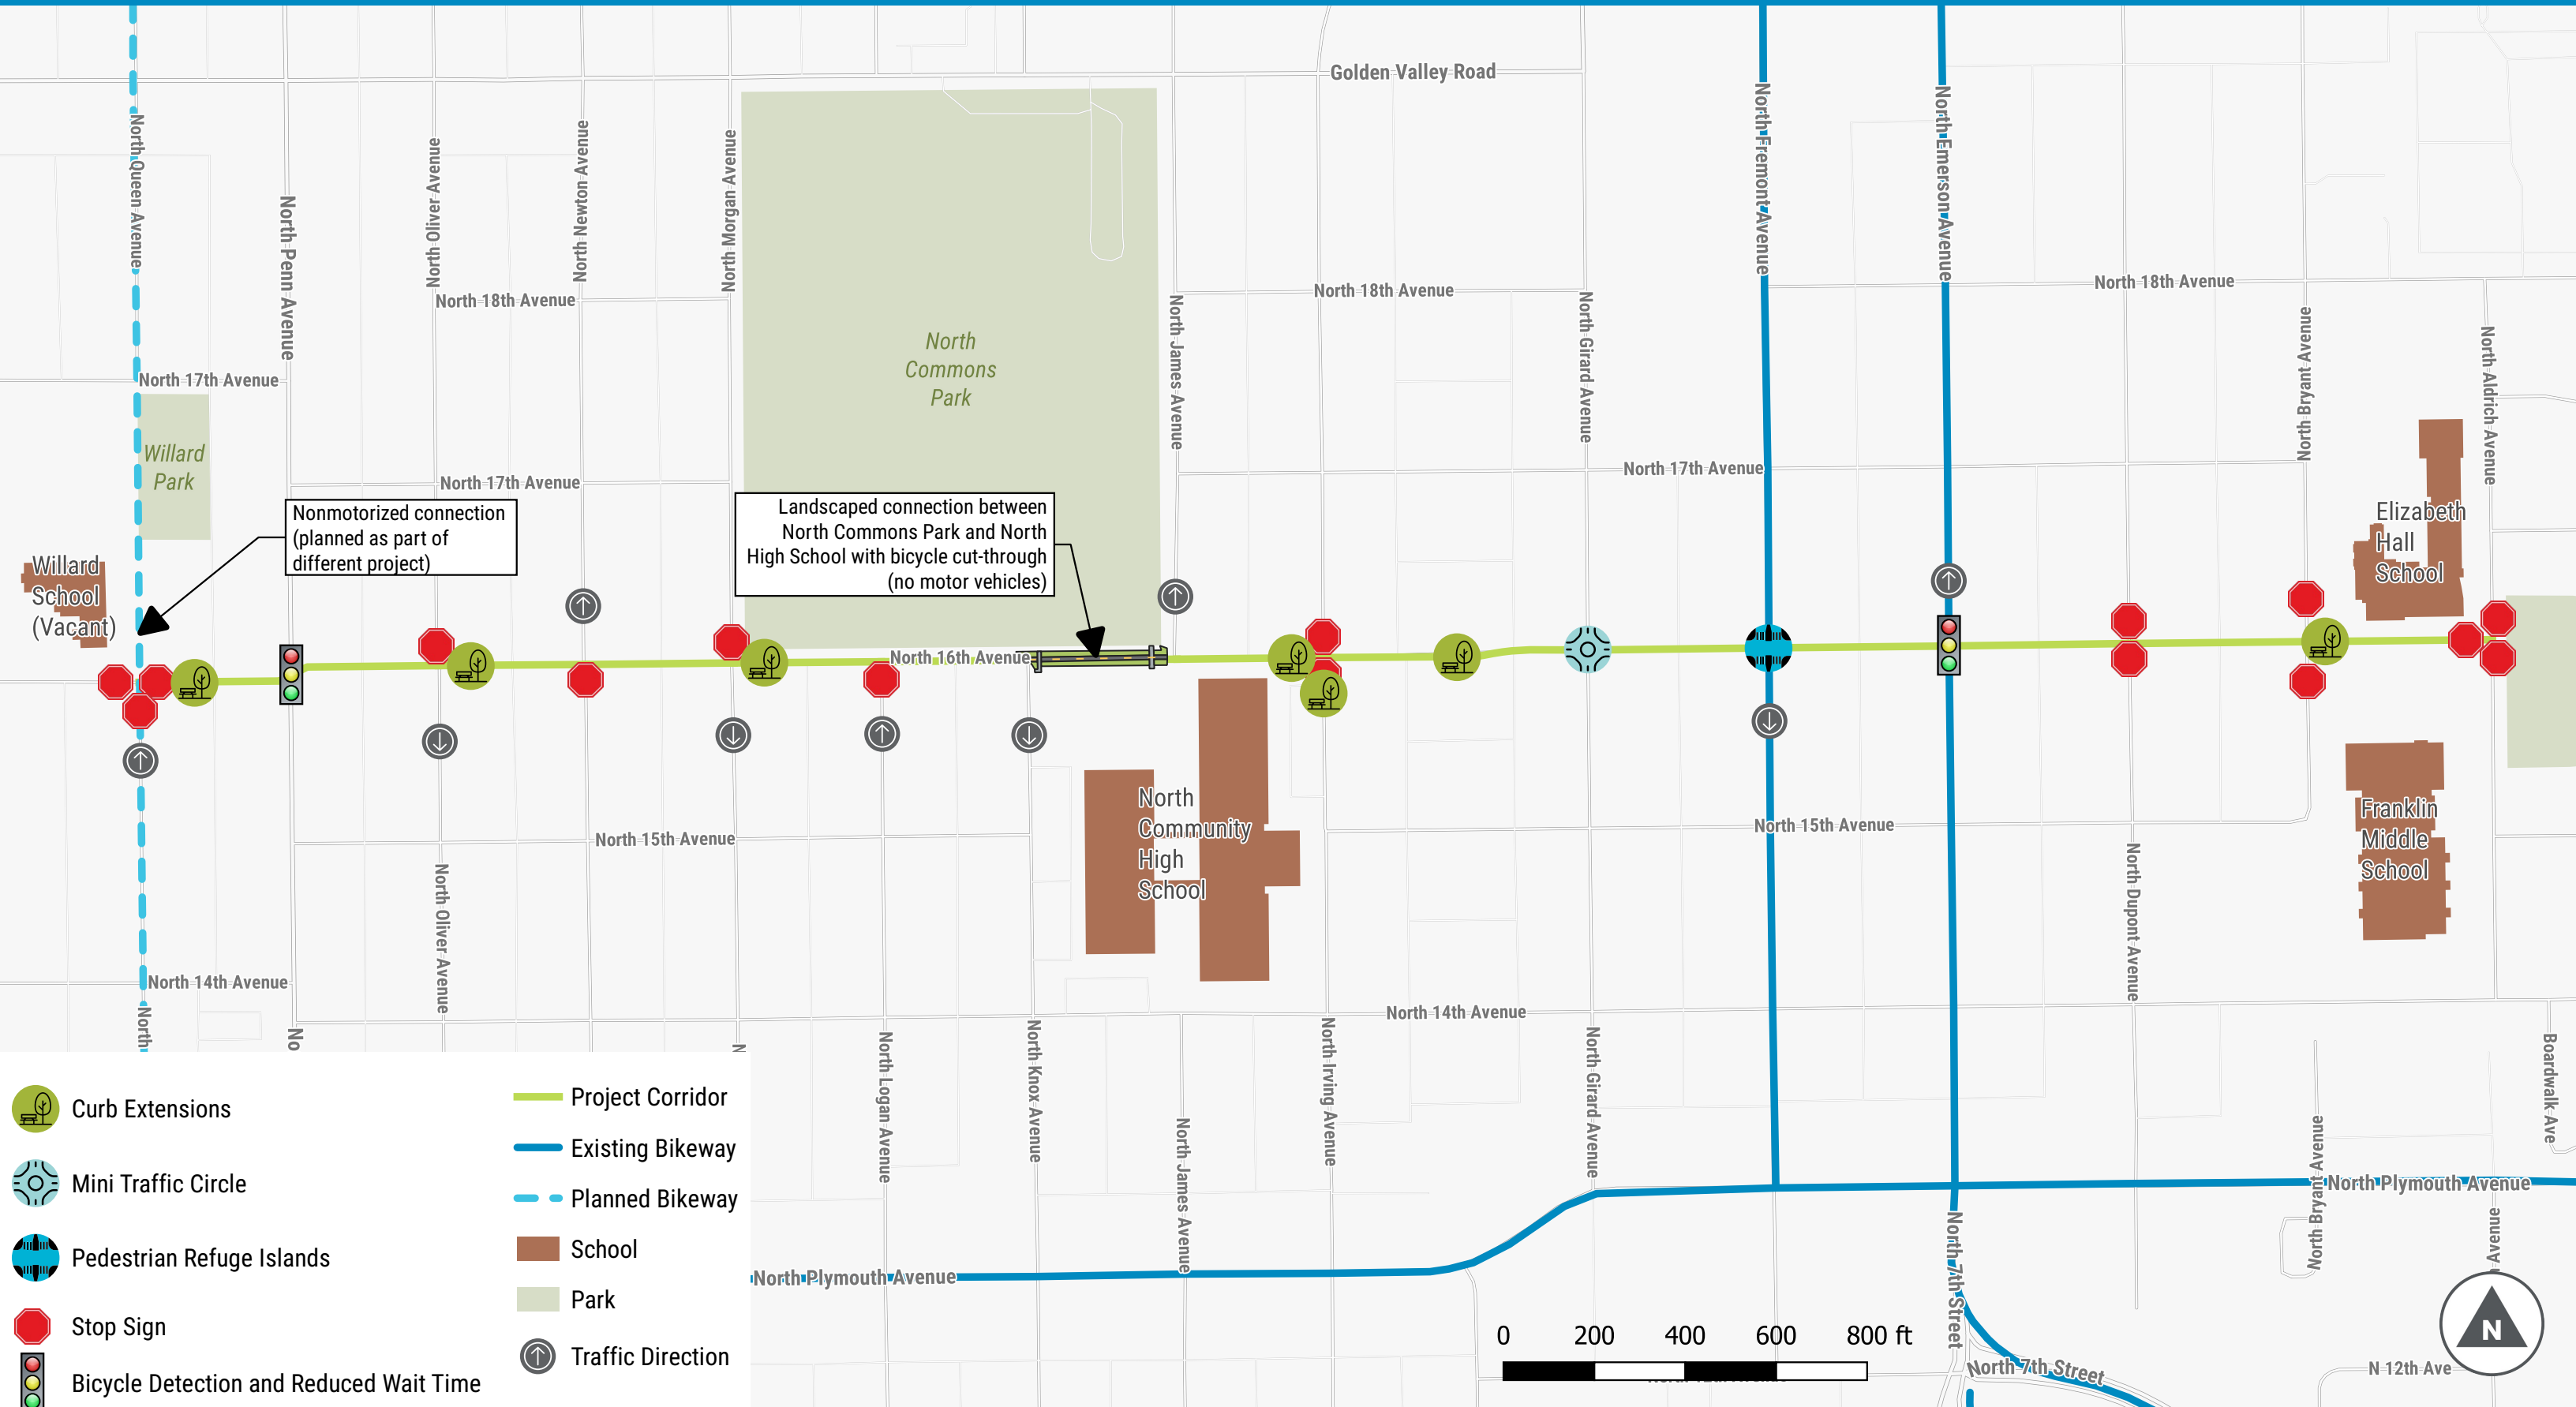 Golden Valley Road
North Queen Avenue
North Penn Avenue
North Oliver Avenue
North Newton Avenue
North Morgan Avenue
North Fremont Avenue
North Emerson Avenue
North 18th Avenue
North 18th Avenue
North 18th Avenue
North James Avenue
North Girard Avenue
North Bryant Avenue
North Aldrich Avenue
North
Commons
Park
North 17th Avenue
North 17th Avenue
North 17th Avenue
Willard
Park
Nonmotorized connection
(planned as part of
different project)
Landscaped connection between
North Commons Park and North
High School with bicycle cut-through
(no motor vehicles)
Willard
School
(Vacant)
Elizabeth
Hall
School
North 16th Avenue
North
Community
High
School
Franklin
Middle
School
North 15th Avenue
North 15th Avenue
North Oliver Avenue
North Dupont Avenue
North 14th Avenue
North 14th Avenue
North
No
N
North Logan Avenue
North Knox Avenue
North James Avenue
North Irving Avenue
North Girard Avenue
Boardwalk Ave
North Bryant Avenue
Avenue
North Plymouth Avenue
North Plymouth Avenue
North 7th Street
North 7th Street
N 12th Ave
Curb Extensions
Mini Traffic Circle
Pedestrian Refuge Islands
Stop Sign
Bicycle Detection and Reduced Wait Time
Project Corridor
Existing Bikeway
Planned Bikeway
School
Park
Traffic Direction
0 200 400 600 800 ft
N